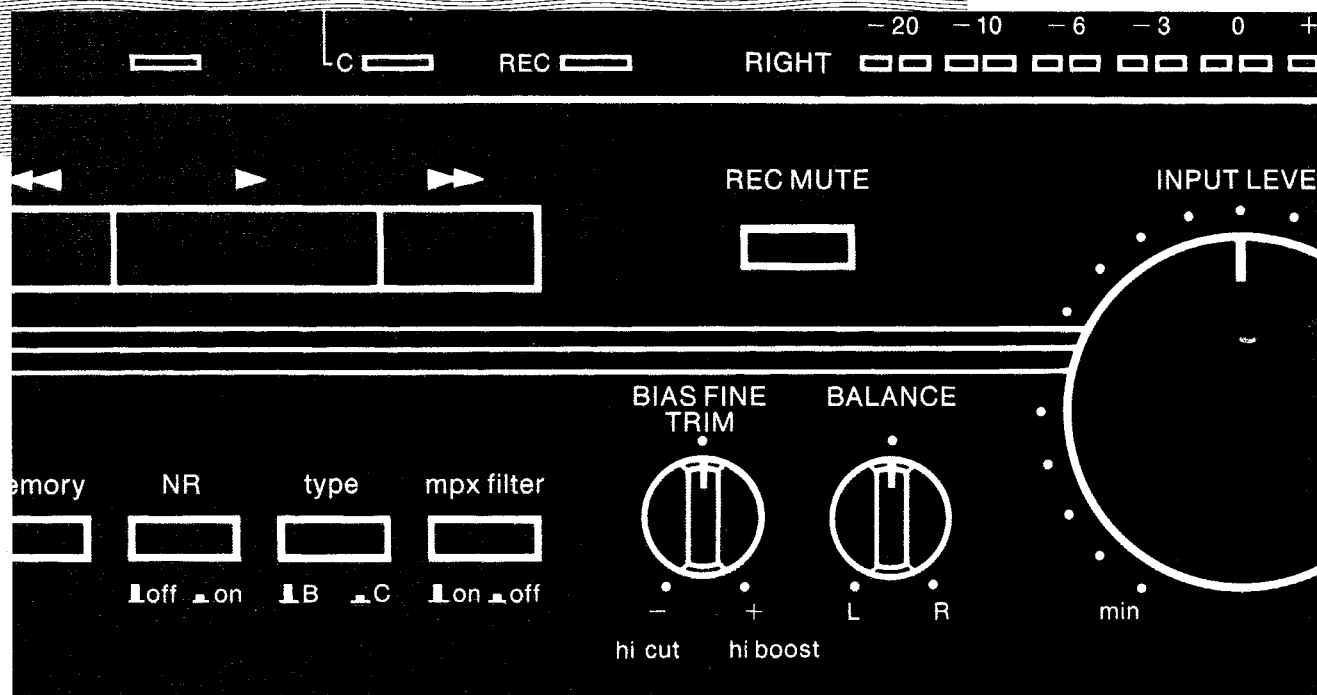 − 20 − 10 − 6 − 3 0 +
C REC RIGHT
REC MUTE INPUT LEVE
BIAS FINE TRIM BALANCE
emory NR type mpx filter
off on B C on off
− + L R min
hi cut hi boost